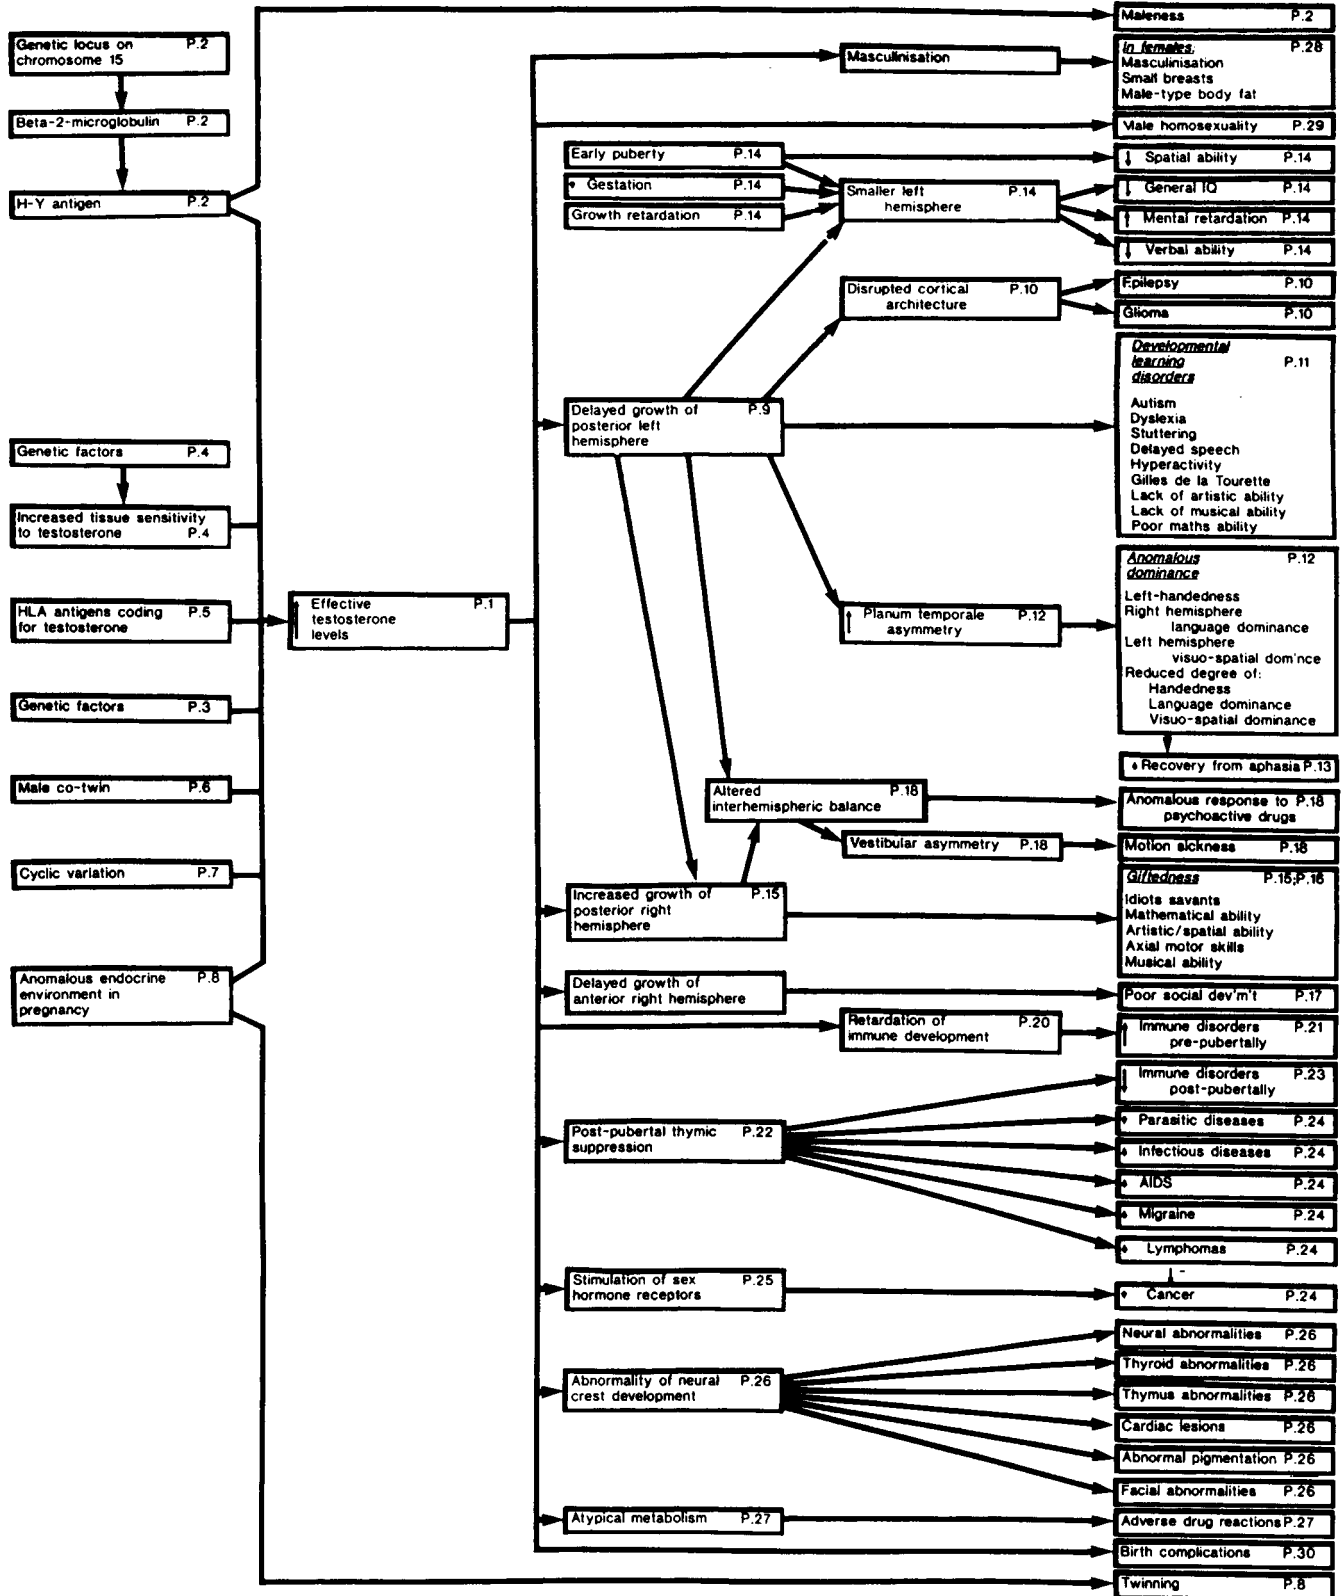 Maleness P.2
Genetic locus on P.2
chromosome 15
Beta-2-microglobulin P.2
H-Y antigen P.2
Genetic factors P.4
Increased tissue sensitivity
to testosterone P.4
HLA antigens coding P.5
for testosterone
Genetic factors P.3
Male co-twin P.6
Cyclic variation P.7
Anomalous endocrine P.8
environment in
pregnancy
↑ Effective P.1
testosterone
levels
Masculinisation
In females: P.28
Masculinisation
Small breasts
Male-type body fat
Male homosexuality P.29
Early puberty P.14
Gestation P.14
Growth retardation P.14
Smaller left P.14
hemisphere
↓ Spatial ability P.14
↓ General IQ P.14
↑ Mental retardation P.14
↓ Verbal ability P.14
Disrupted cortical P.10
architecture
Epilepsy P.10
Glioma P.10
Delayed growth of P.9
posterior left
hemisphere
Developmental
learning P.11
disorders
Autism
Dyslexia
Stuttering
Delayed speech
Hyperactivity
Gilles de la Tourette
Lack of artistic ability
Lack of musical ability
Poor maths ability
↑ Planum temporale P.12
asymmetry
Anomalous P.12
dominance
Left-handedness
Right hemisphere
language dominance
Left hemisphere
visuo-spatial dom'nce
Reduced degree of:
Handedness
Language dominance
Visuo-spatial dominance
↑ Recovery from aphasia P.13
Altered P.18
interhemispheric balance
Anomalous response to P.18
psychoactive drugs
Vestibular asymmetry P.18
Motion sickness P.18
Increased growth of P.15
posterior right
hemisphere
Giftedness P.15;P.16
Idiots savants
Mathematical ability
Artistic/spatial ability
Axial motor skills
Musical ability
Delayed growth of
anterior right hemisphere
Poor social dev'm't P.17
Retardation of P.20
immune development
↑ Immune disorders P.21
pre-pubertally
↓ Immune disorders P.23
post-pubertally
Post-pubertal thymic P.22
suppression
↑ Parasitic diseases P.24
↑ Infectious diseases P.24
↑ AIDS P.24
↑ Migraine P.24
↑ Lymphomas P.24
Stimulation of sex P.25
hormone receptors
↑ Cancer P.24
Abnormality of neural P.26
crest development
Neural abnormalities P.26
Thyroid abnormalities P.26
Thymus abnormalities P.26
Cardiac lesions P.26
Abnormal pigmentation P.26
Facial abnormalities P.26
Atypical metabolism P.27
Adverse drug reactions P.27
Birth complications P.30
Twinning P.8